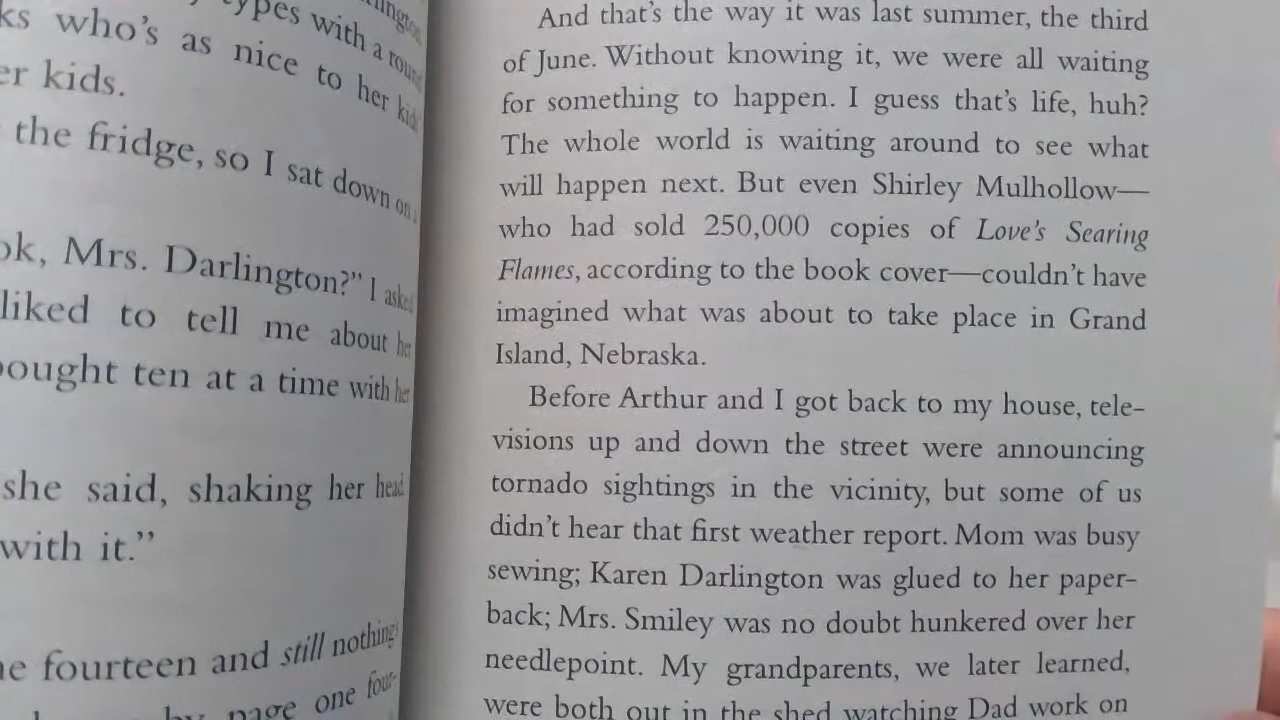 types with a
ks who's as nice to her
er kids.
the fridge, so I sat down on
ok, Mrs. Darlington?" I asked
liked to tell me about her
ought ten at a time with her
she said, shaking her head
with it."
e fourteen and still nothing
by page one four-
And that's the way it was last summer, the third
of June. Without knowing it, we were all waiting
for something to happen. I guess that's life, huh?
The whole world is waiting around to see what
will happen next. But even Shirley Mulhollow—
who had sold 250,000 copies of Love's Searing
Flames, according to the book cover—couldn't have
imagined what was about to take place in Grand
Island, Nebraska.
Before Arthur and I got back to my house, tele-
visions up and down the street were announcing
tornado sightings in the vicinity, but some of us
didn't hear that first weather report. Mom was busy
sewing; Karen Darlington was glued to her paper-
back; Mrs. Smiley was no doubt hunkered over her
needlepoint. My grandparents, we later learned,
were both out in the shed watching Dad work on